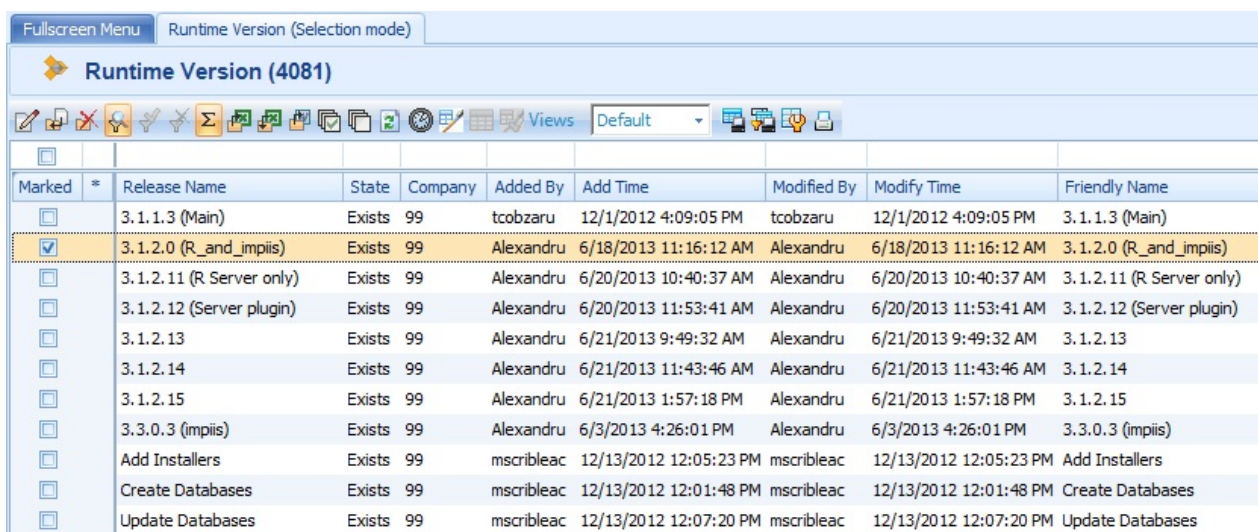 Fullscreen Menu Runtime Version (Selection mode)
Runtime Version (4081)
Views Default
Marked * Release Name State Company Added By Add Time Modified By Modify Time Friendly Name
3.1.1.3 (Main) Exists 99 tcobzaru 12/1/2012 4:09:05 PM tcobzaru 12/1/2012 4:09:05 PM 3.1.1.3 (Main)
3.1.2.0 (R_and_impiis) Exists 99 Alexandru 6/18/2013 11:16:12 AM Alexandru 6/18/2013 11:16:12 AM 3.1.2.0 (R_and_impiis)
3.1.2.11 (R Server only) Exists 99 Alexandru 6/20/2013 10:40:37 AM Alexandru 6/20/2013 10:40:37 AM 3.1.2.11 (R Server only)
3.1.2.12 (Server plugin) Exists 99 Alexandru 6/20/2013 11:53:41 AM Alexandru 6/20/2013 11:53:41 AM 3.1.2.12 (Server plugin)
3.1.2.13 Exists 99 Alexandru 6/21/2013 9:49:32 AM Alexandru 6/21/2013 9:49:32 AM 3.1.2.13
3.1.2.14 Exists 99 Alexandru 6/21/2013 11:43:46 AM Alexandru 6/21/2013 11:43:46 AM 3.1.2.14
3.1.2.15 Exists 99 Alexandru 6/21/2013 1:57:18 PM Alexandru 6/21/2013 1:57:18 PM 3.1.2.15
3.3.0.3 (impiis) Exists 99 Alexandru 6/3/2013 4:26:01 PM Alexandru 6/3/2013 4:26:01 PM 3.3.0.3 (impiis)
Add Installers Exists 99 mscribleac 12/13/2012 12:05:23 PM mscribleac 12/13/2012 12:05:23 PM Add Installers
Create Databases Exists 99 mscribleac 12/13/2012 12:01:48 PM mscribleac 12/13/2012 12:01:48 PM Create Databases
Update Databases Exists 99 mscribleac 12/13/2012 12:07:20 PM mscribleac 12/13/2012 12:07:20 PM Update Databases